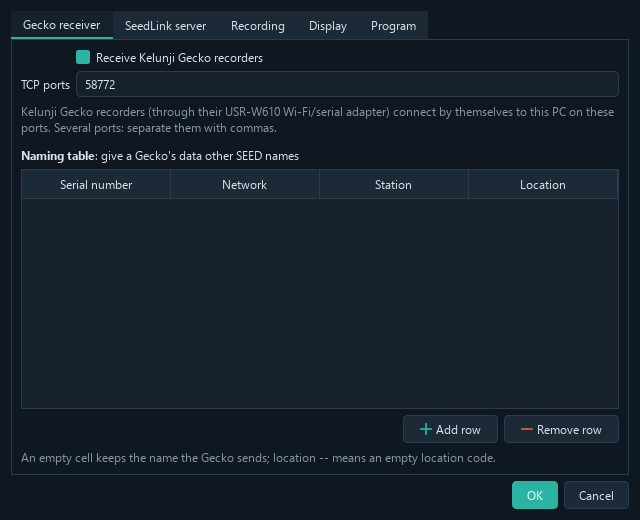 Gecko receiver
SeedLink server
Recording
Display
Program
Receive Kelunji Gecko recorders
TCP ports
58772
Kelunji Gecko recorders (through their USR-W610 Wi-Fi/serial adapter) connect by themselves to this PC on these
ports. Several ports: separate them with commas.
Naming table: give a Gecko's data other SEED names
Serial number
Network
Station
Location
Add row
Remove row
An empty cell keeps the name the Gecko sends; location -- means an empty location code.
OK
Cancel